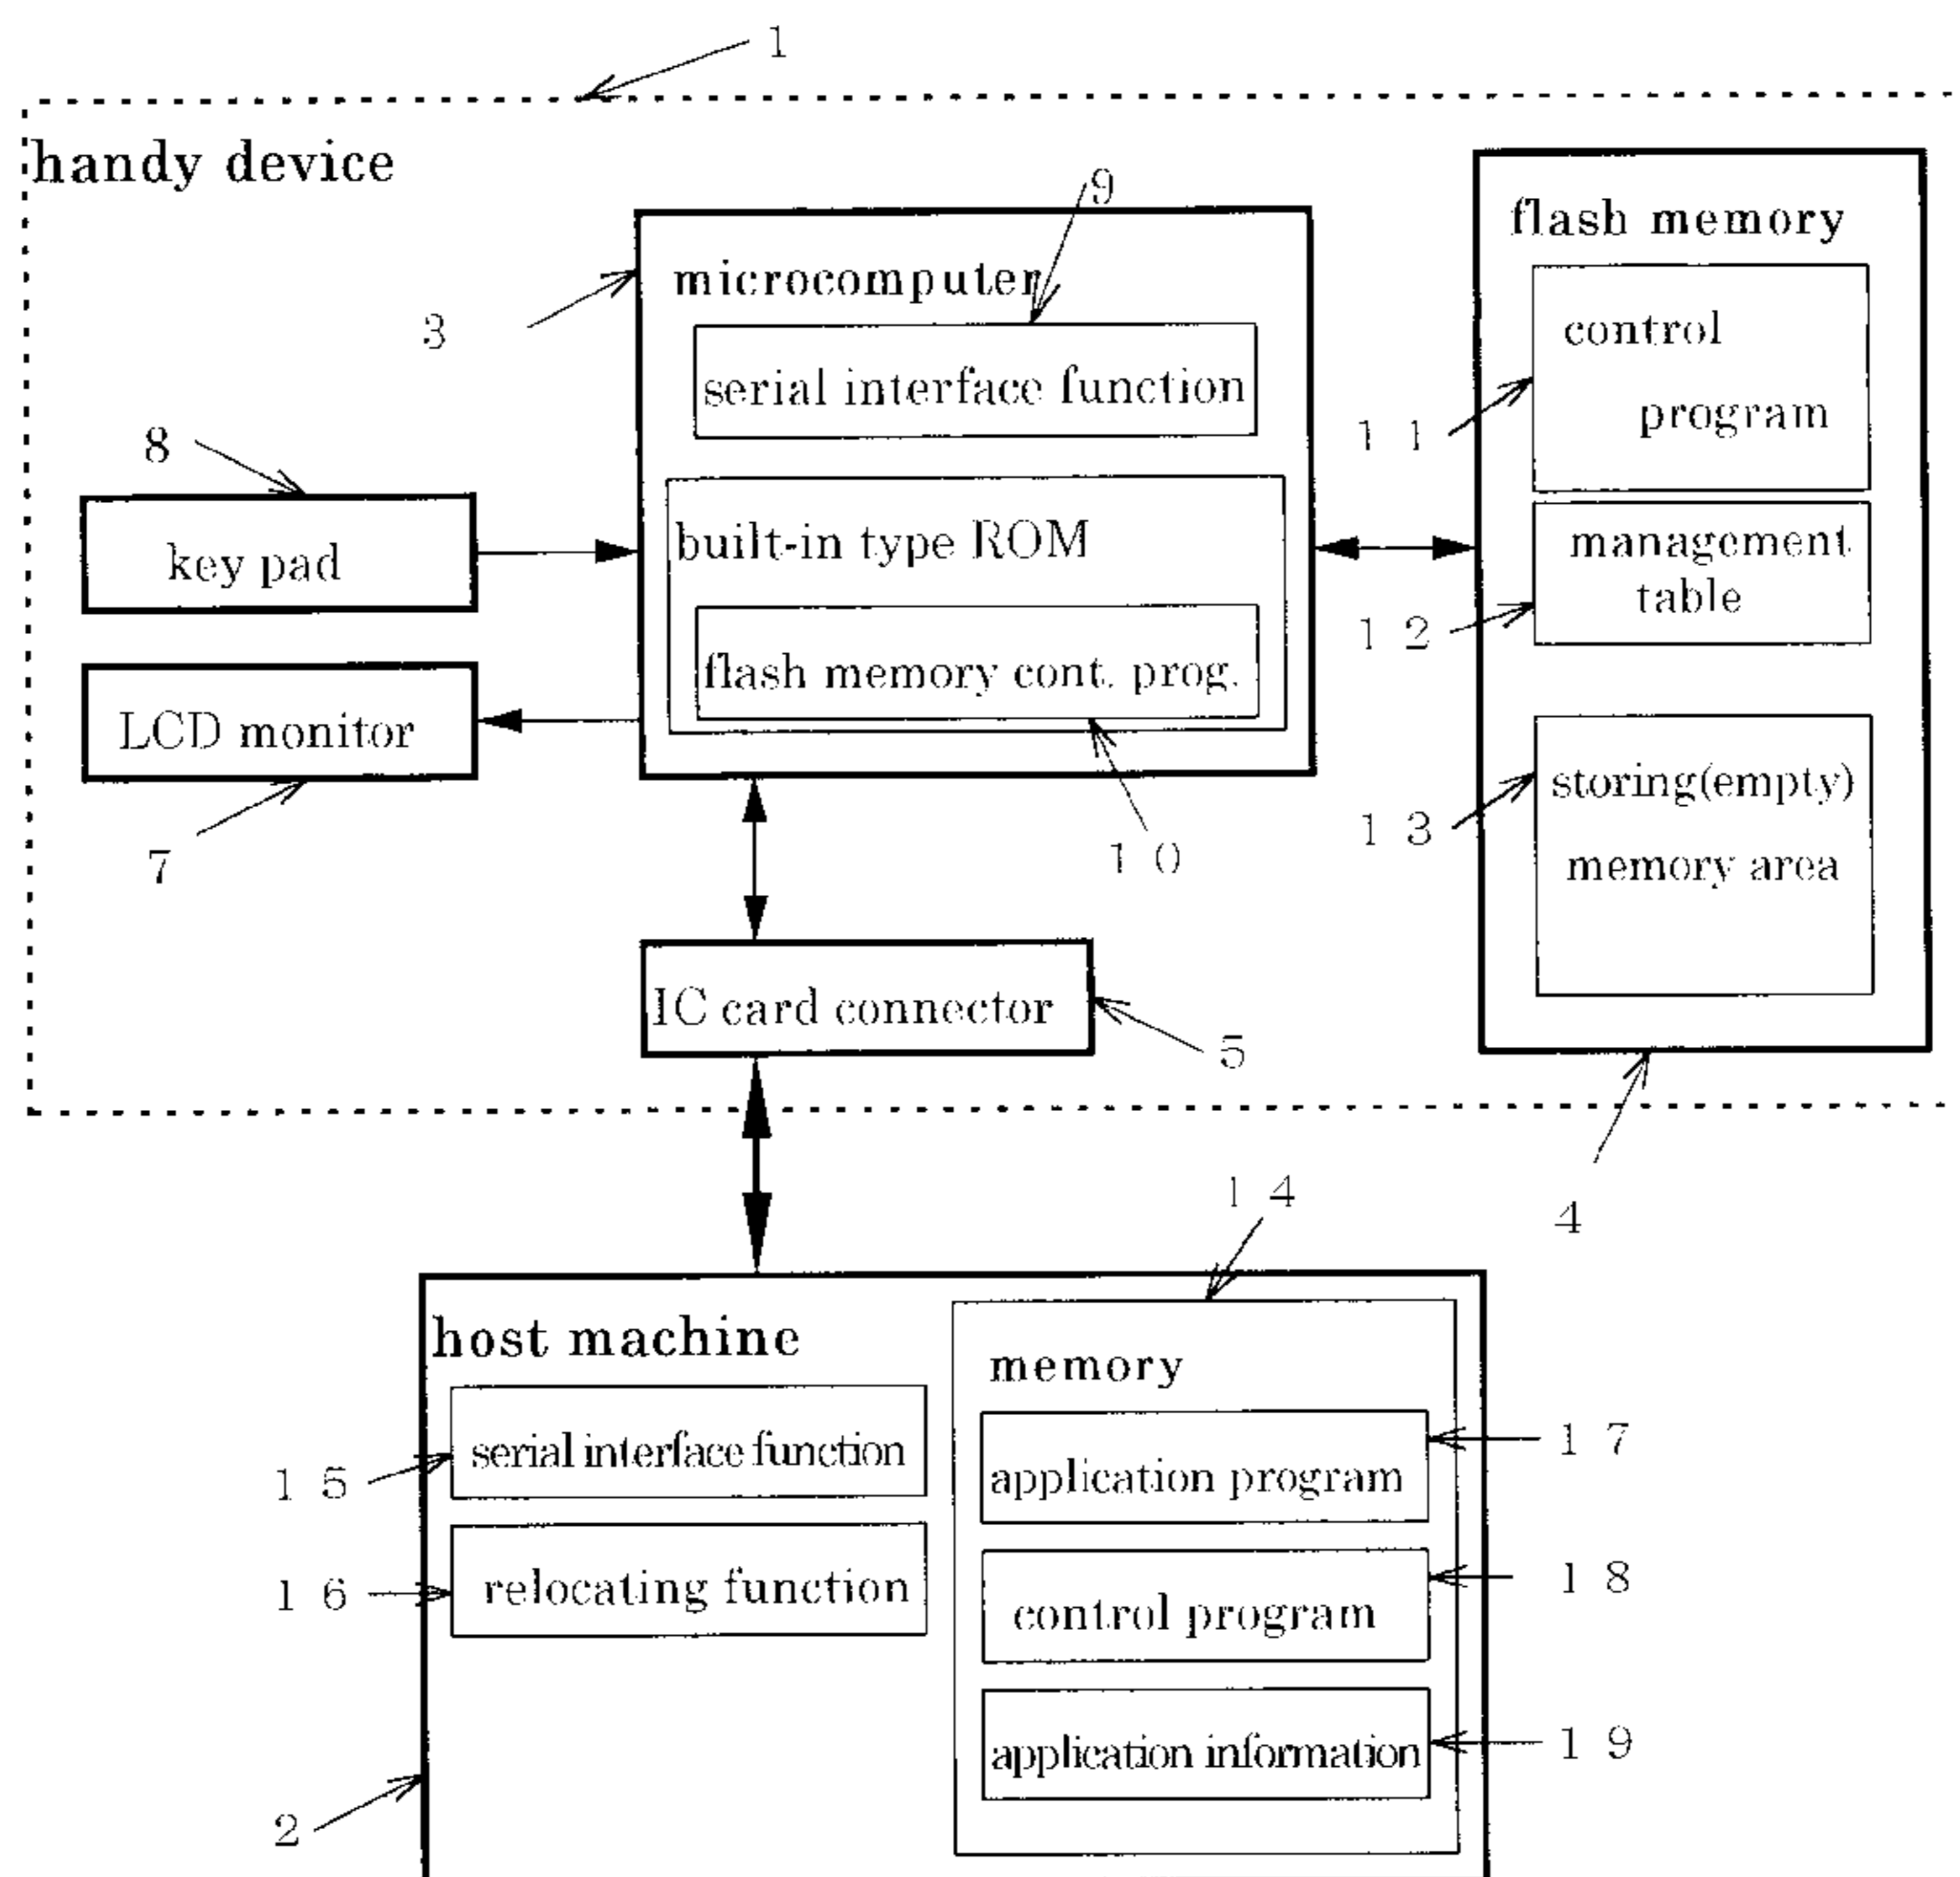 1
handy device
9
flash memory
microcomputer
3
control
serial interface function
program
1 1
8
built-in type ROM
management
key pad
table
1 2
flash memory cont. prog.
LCD monitor
storing(empty)
1 3
7
1 0
memory area
IC card connector
5
1 4
4
host machine
memory
serial interface function
1 7
application program
1 5
relocating function
1 8
1 6
control program
application information
1 9
2